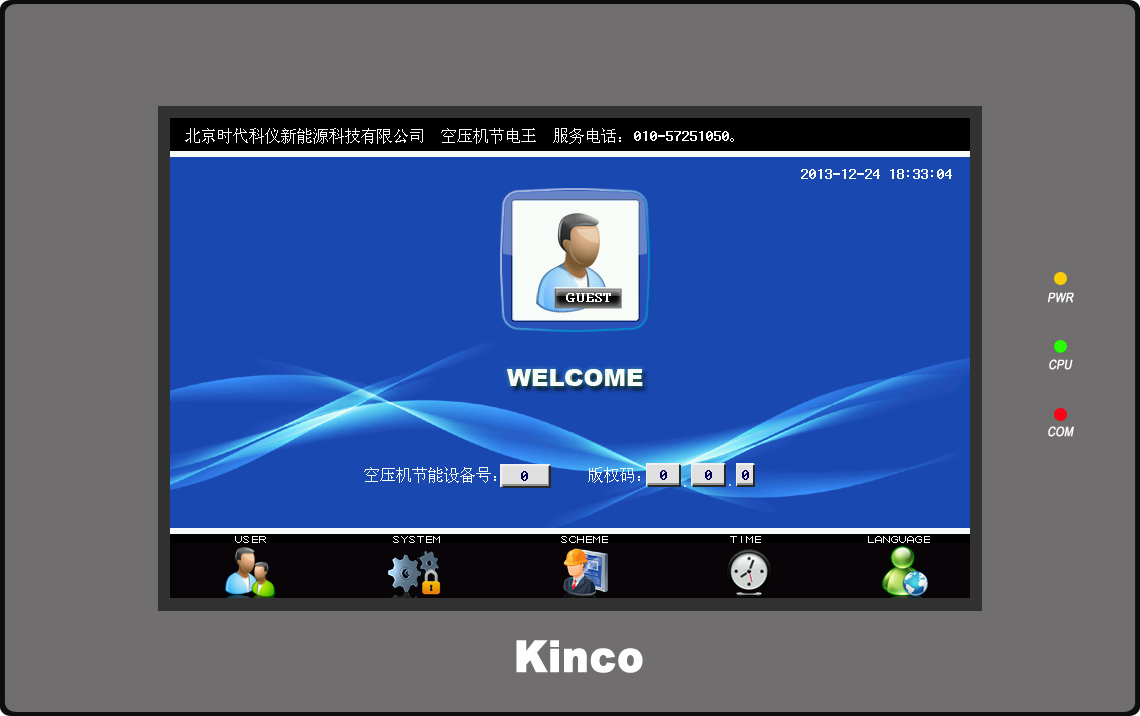 北京时代科仪新能源科技有限公司 空压机节电王 服务电话：010-57251050。
2013-12-24 18:33:04
GUEST
WELCOME
空压机节能设备号： 0 版权码： 0 . 0 . 0
USER SYSTEM SCHEME TIME LANGUAGE
PWR
CPU
COM
Kinco